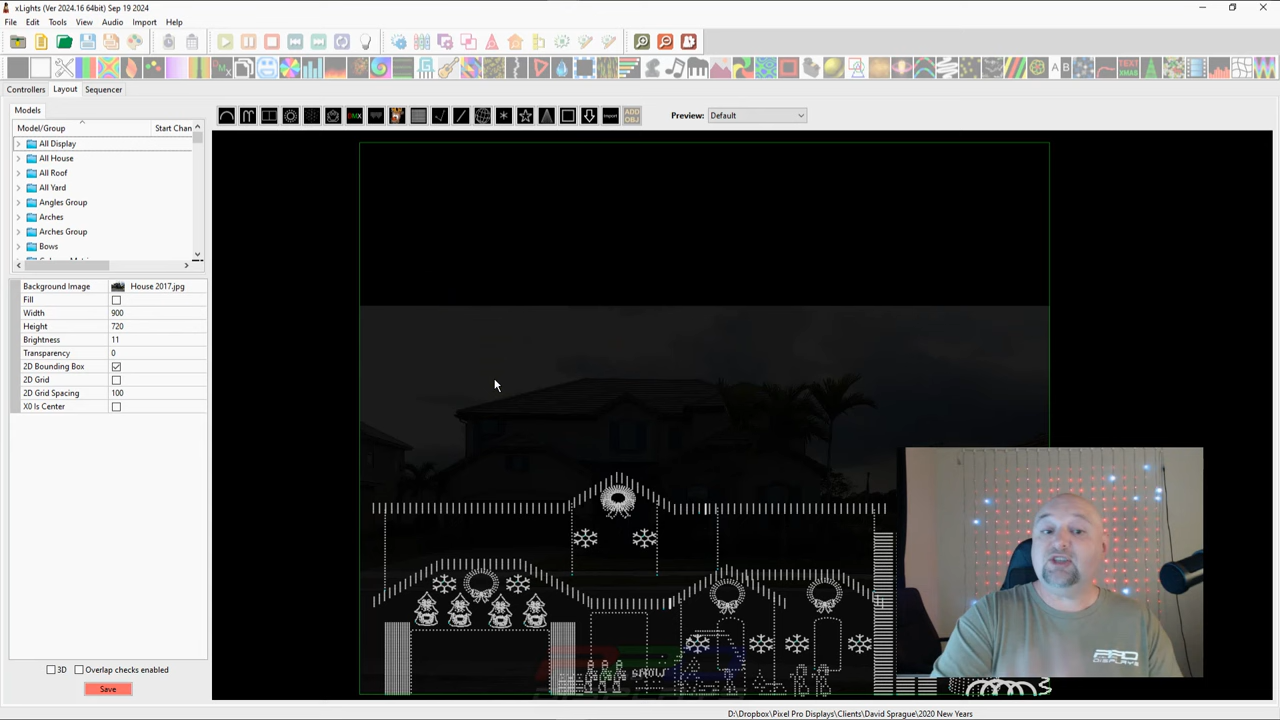 xLights (Ver 2024.16 64bit) Sep 19 2024
File Edit Tools View Audio Import Help
Controllers Layout Sequencer
Models
Preview: Default
Model/Group Start Chan
All Display
All House
All Roof
All Yard
Angles Group
Arches
Arches Group
Bows
Background Image House 2017.jpg
Fill
Width 900
Height 720
Brightness 11
Transparency 0
2D Bounding Box
2D Grid
2D Grid Spacing 100
X0 Is Center
3D Overlap checks enabled
Save
PRO
DISPLAYS
D:\Dropbox\Pixel Pro Displays\Clients\David Sprague\2020 New Years